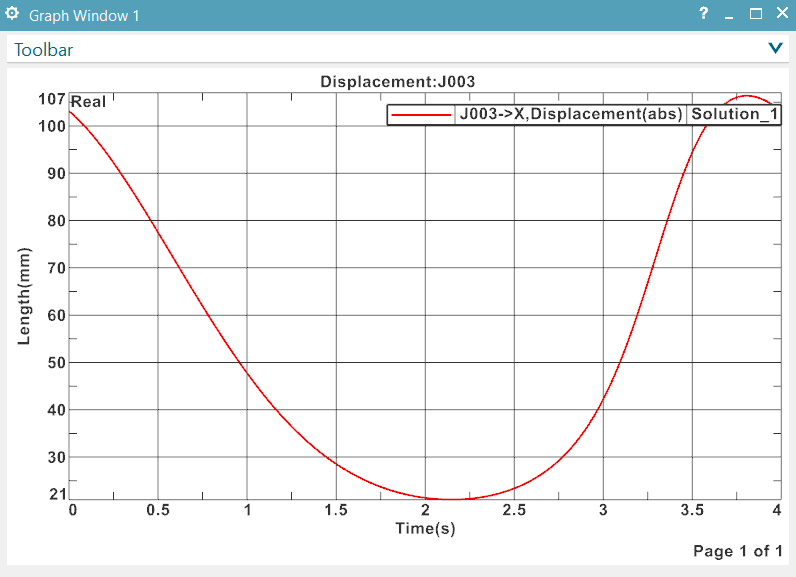 Graph Window 1
?
Toolbar
Displacement:J003
Real
J003->X,Displacement(abs) Solution_1
107
100
90
80
70
60
50
40
30
21
Length(mm)
0 0.5 1 1.5 2 2.5 3 3.5 4
Time(s)
Page 1 of 1